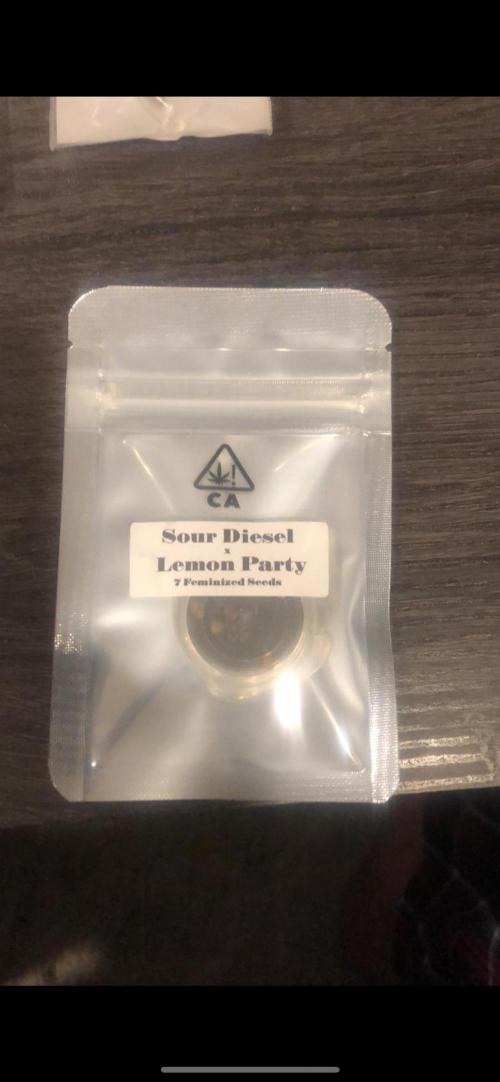 CA
Sour Diesel
x
Lemon Party
7 Feminized Seeds